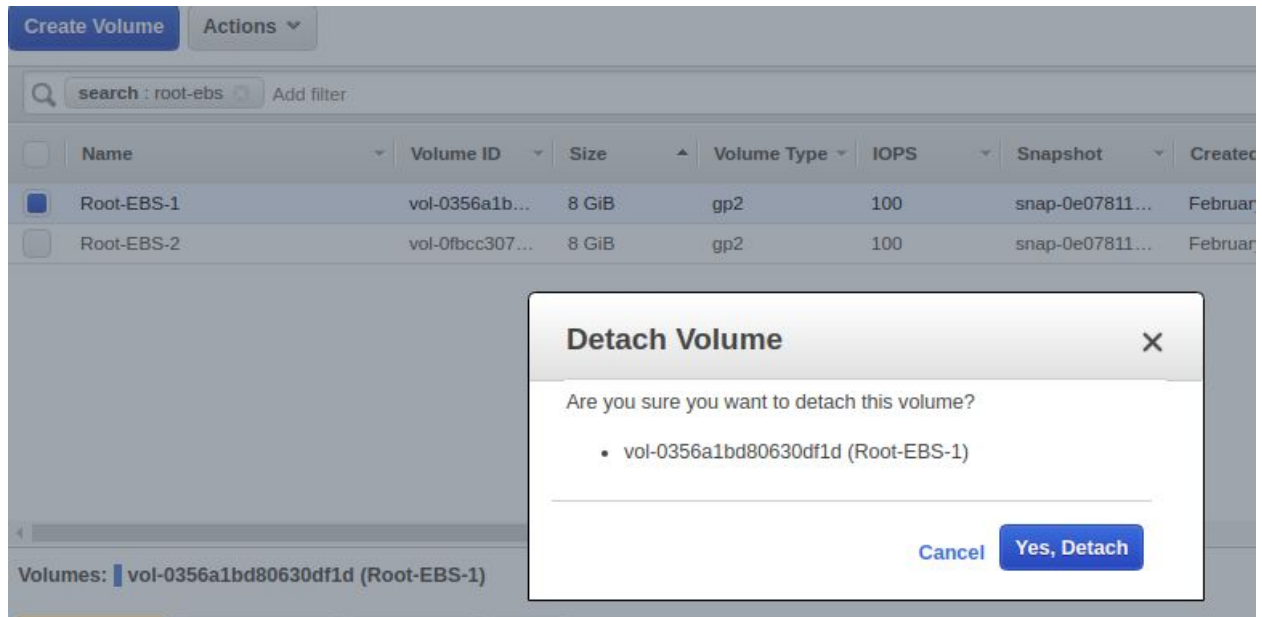 Create Volume Actions
search : root-ebs Add filter
Name Volume ID Size Volume Type IOPS Snapshot Created
Root-EBS-1 vol-0356a1b... 8 GiB gp2 100 snap-0e07811... Februar
Root-EBS-2 vol-0fbcc307... 8 GiB gp2 100 snap-0e07811... Februar
Detach Volume
Are you sure you want to detach this volume?
• vol-0356a1bd80630df1d (Root-EBS-1)
Cancel Yes, Detach
Volumes: vol-0356a1bd80630df1d (Root-EBS-1)